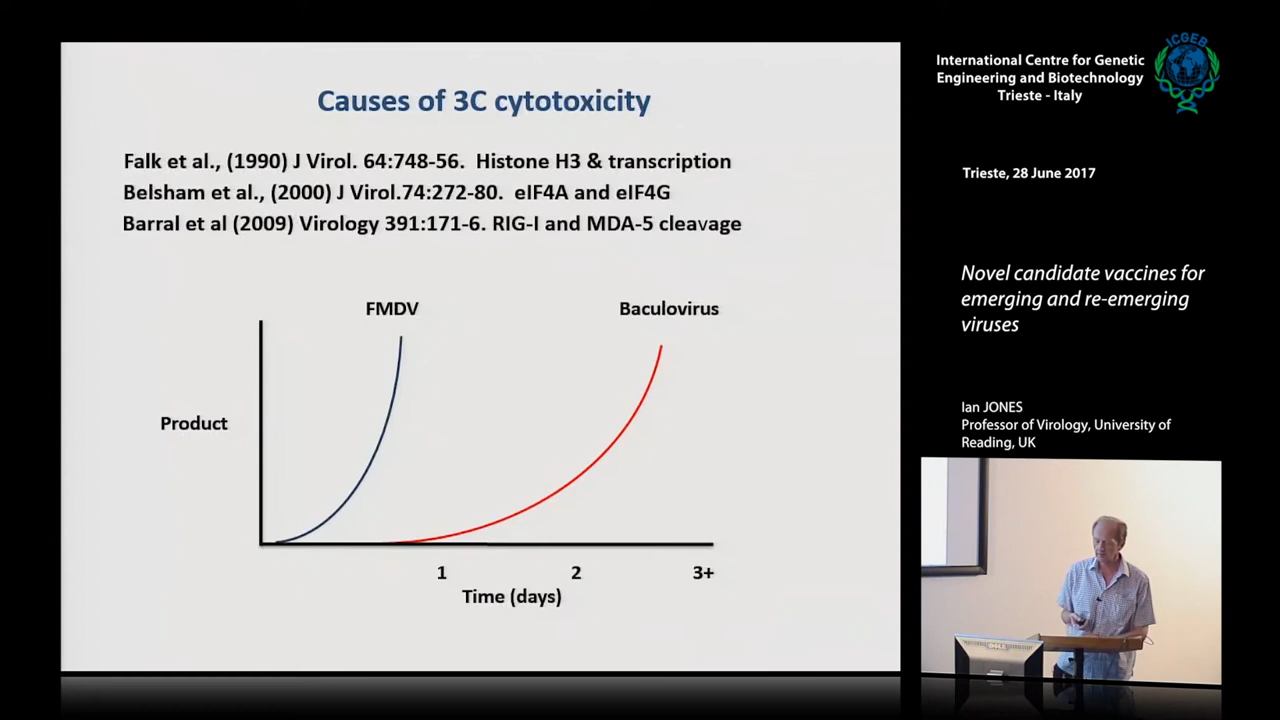 Causes of 3C cytotoxicity
Falk et al., (1990) J Virol. 64:748-56. Histone H3 & transcription
Belsham et al., (2000) J Virol.74:272-80. eIF4A and eIF4G
Barral et al (2009) Virology 391:171-6. RIG-I and MDA-5 cleavage
FMDV
Baculovirus
Product
1
2
3+
Time (days)
International Centre for Genetic
Engineering and Biotechnology
Trieste - Italy
ICGEB
Trieste, 28 June 2017
Novel candidate vaccines for
emerging and re-emerging
viruses
Ian JONES
Professor of Virology, University of
Reading, UK